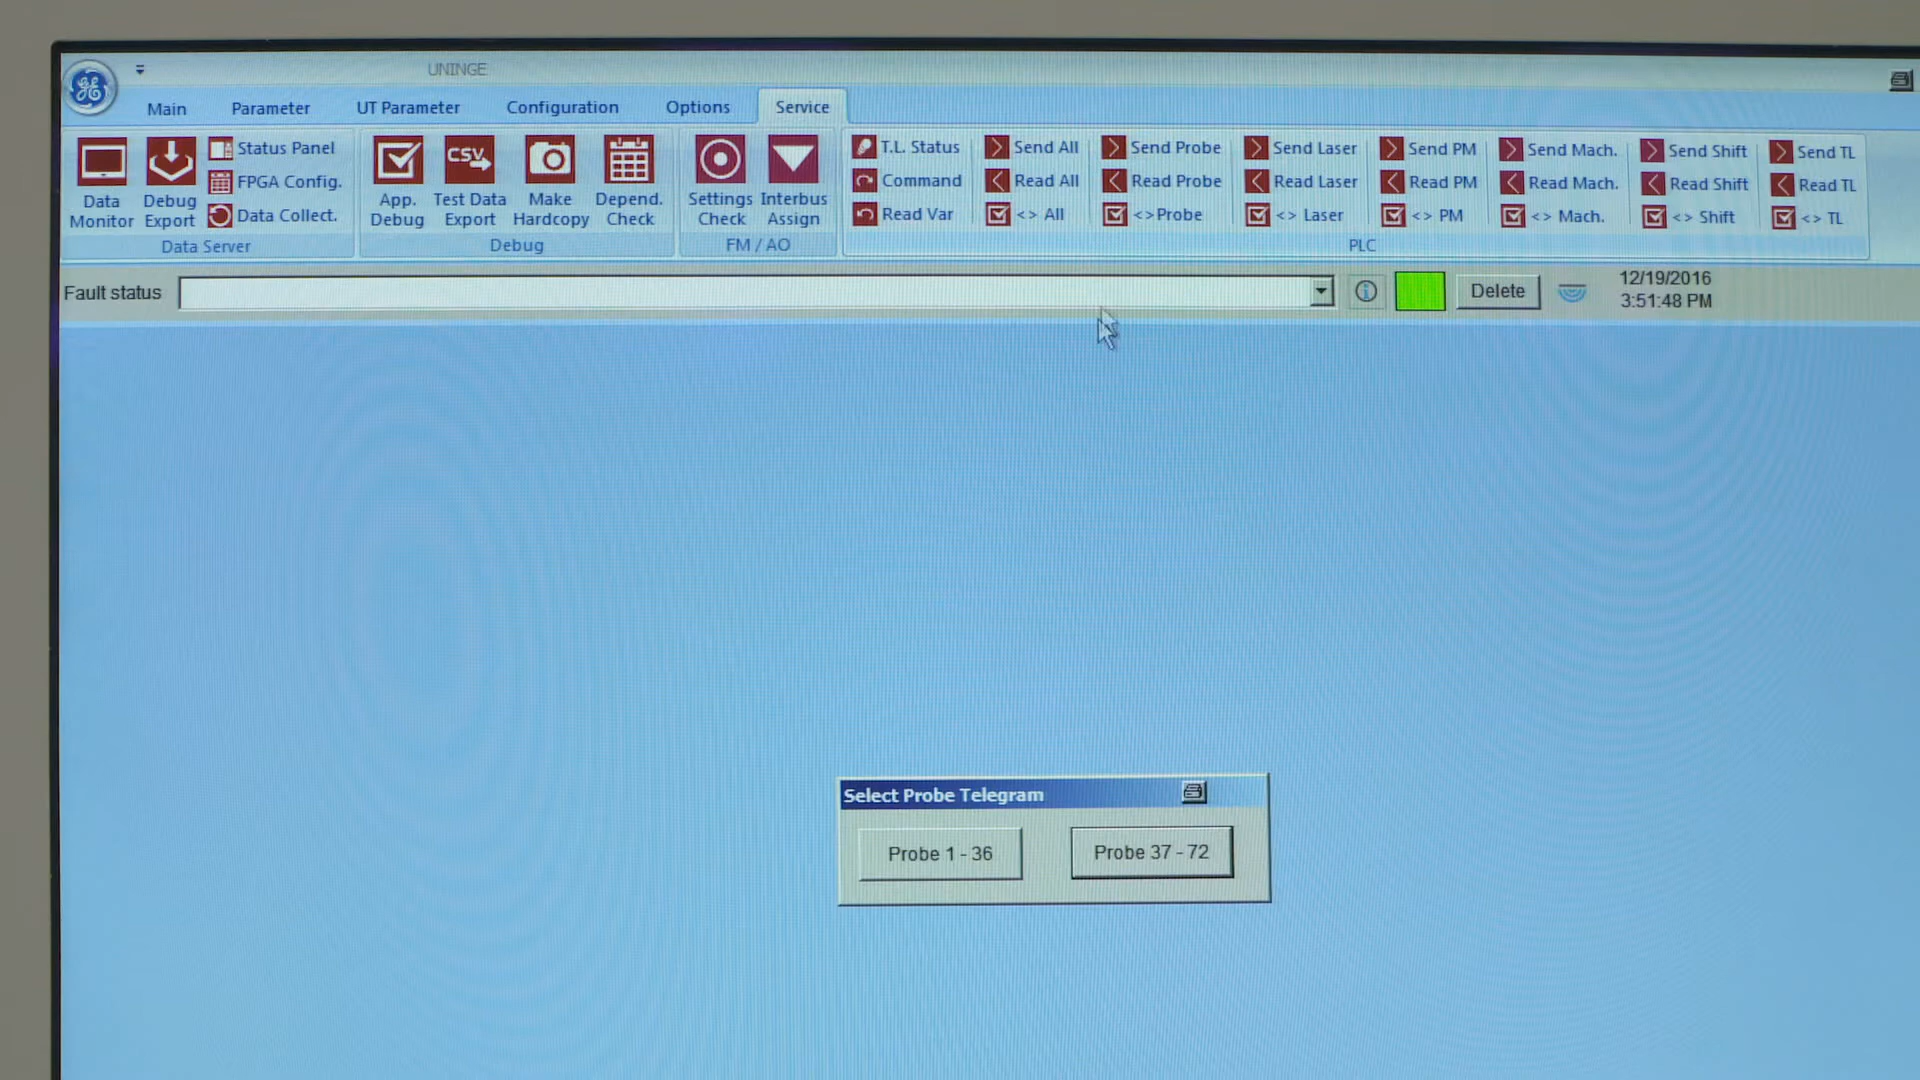 UNINGE
Main Parameter UT Parameter Configuration Options Service
Data Monitor
Debug Export
Status Panel
FPGA Config.
Data Collect.
Data Server
App. Debug
Test Data Export
CSV
Make Hardcopy
Depend. Check
Debug
Settings Check
Interbus Assign
FM / AO
T.L. Status
Command
Read Var
Send All
Read All
<> All
Send Probe
Read Probe
<>Probe
Send Laser
Read Laser
<> Laser
Send PM
Read PM
<> PM
Send Mach.
Read Mach.
<> Mach.
Send Shift
Read Shift
<> Shift
Send TL
Read TL
<> TL
PLC
Fault status
Delete
12/19/2016
3:51:48 PM
Select Probe Telegram
Probe 1 - 36
Probe 37 - 72